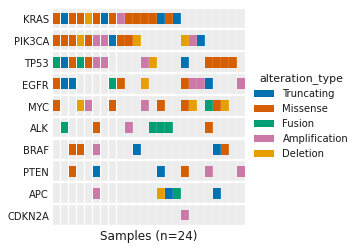 KRAS
PIK3CA
TP53
EGFR
MYC
ALK
BRAF
PTEN
APC
CDKN2A
Samples (n=24)
alteration_type
Truncating
Missense
Fusion
Amplification
Deletion